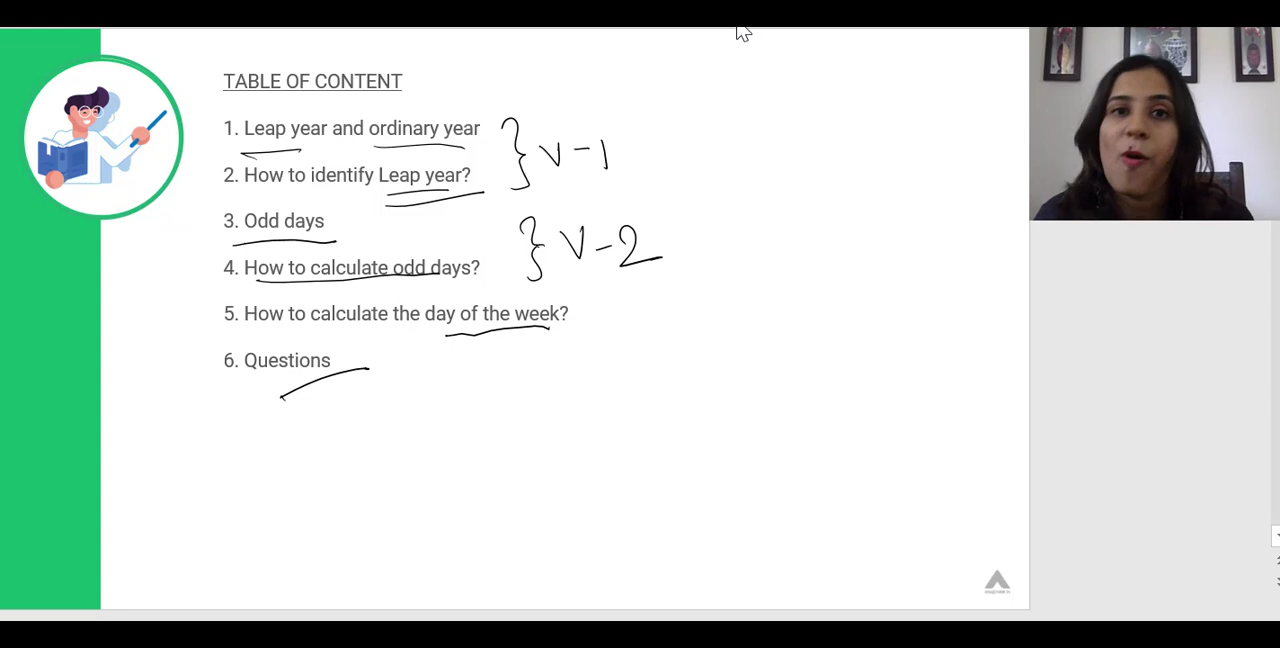 TABLE OF CONTENT
1. Leap year and ordinary year
} V-1
2. How to identify Leap year?
3. Odd days
} V-2
4. How to calculate odd days?
5. How to calculate the day of the week?
6. Questions